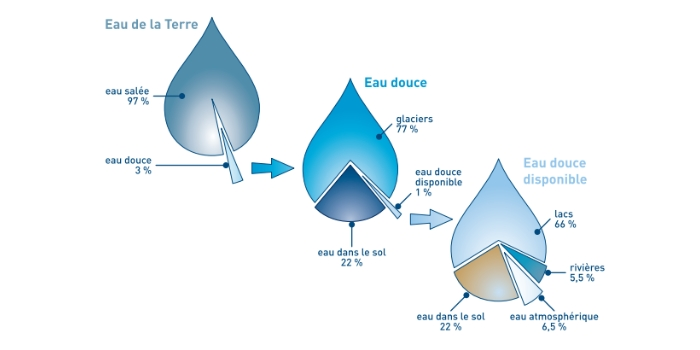 Eau de la Terre
eau salée
97 %
eau douce
3 %
Eau douce
glaciers
77 %
eau douce
disponible
1 %
eau dans le sol
22 %
Eau douce
disponible
lacs
66 %
rivières
5,5 %
eau atmosphérique
6,5 %
eau dans le sol
22 %